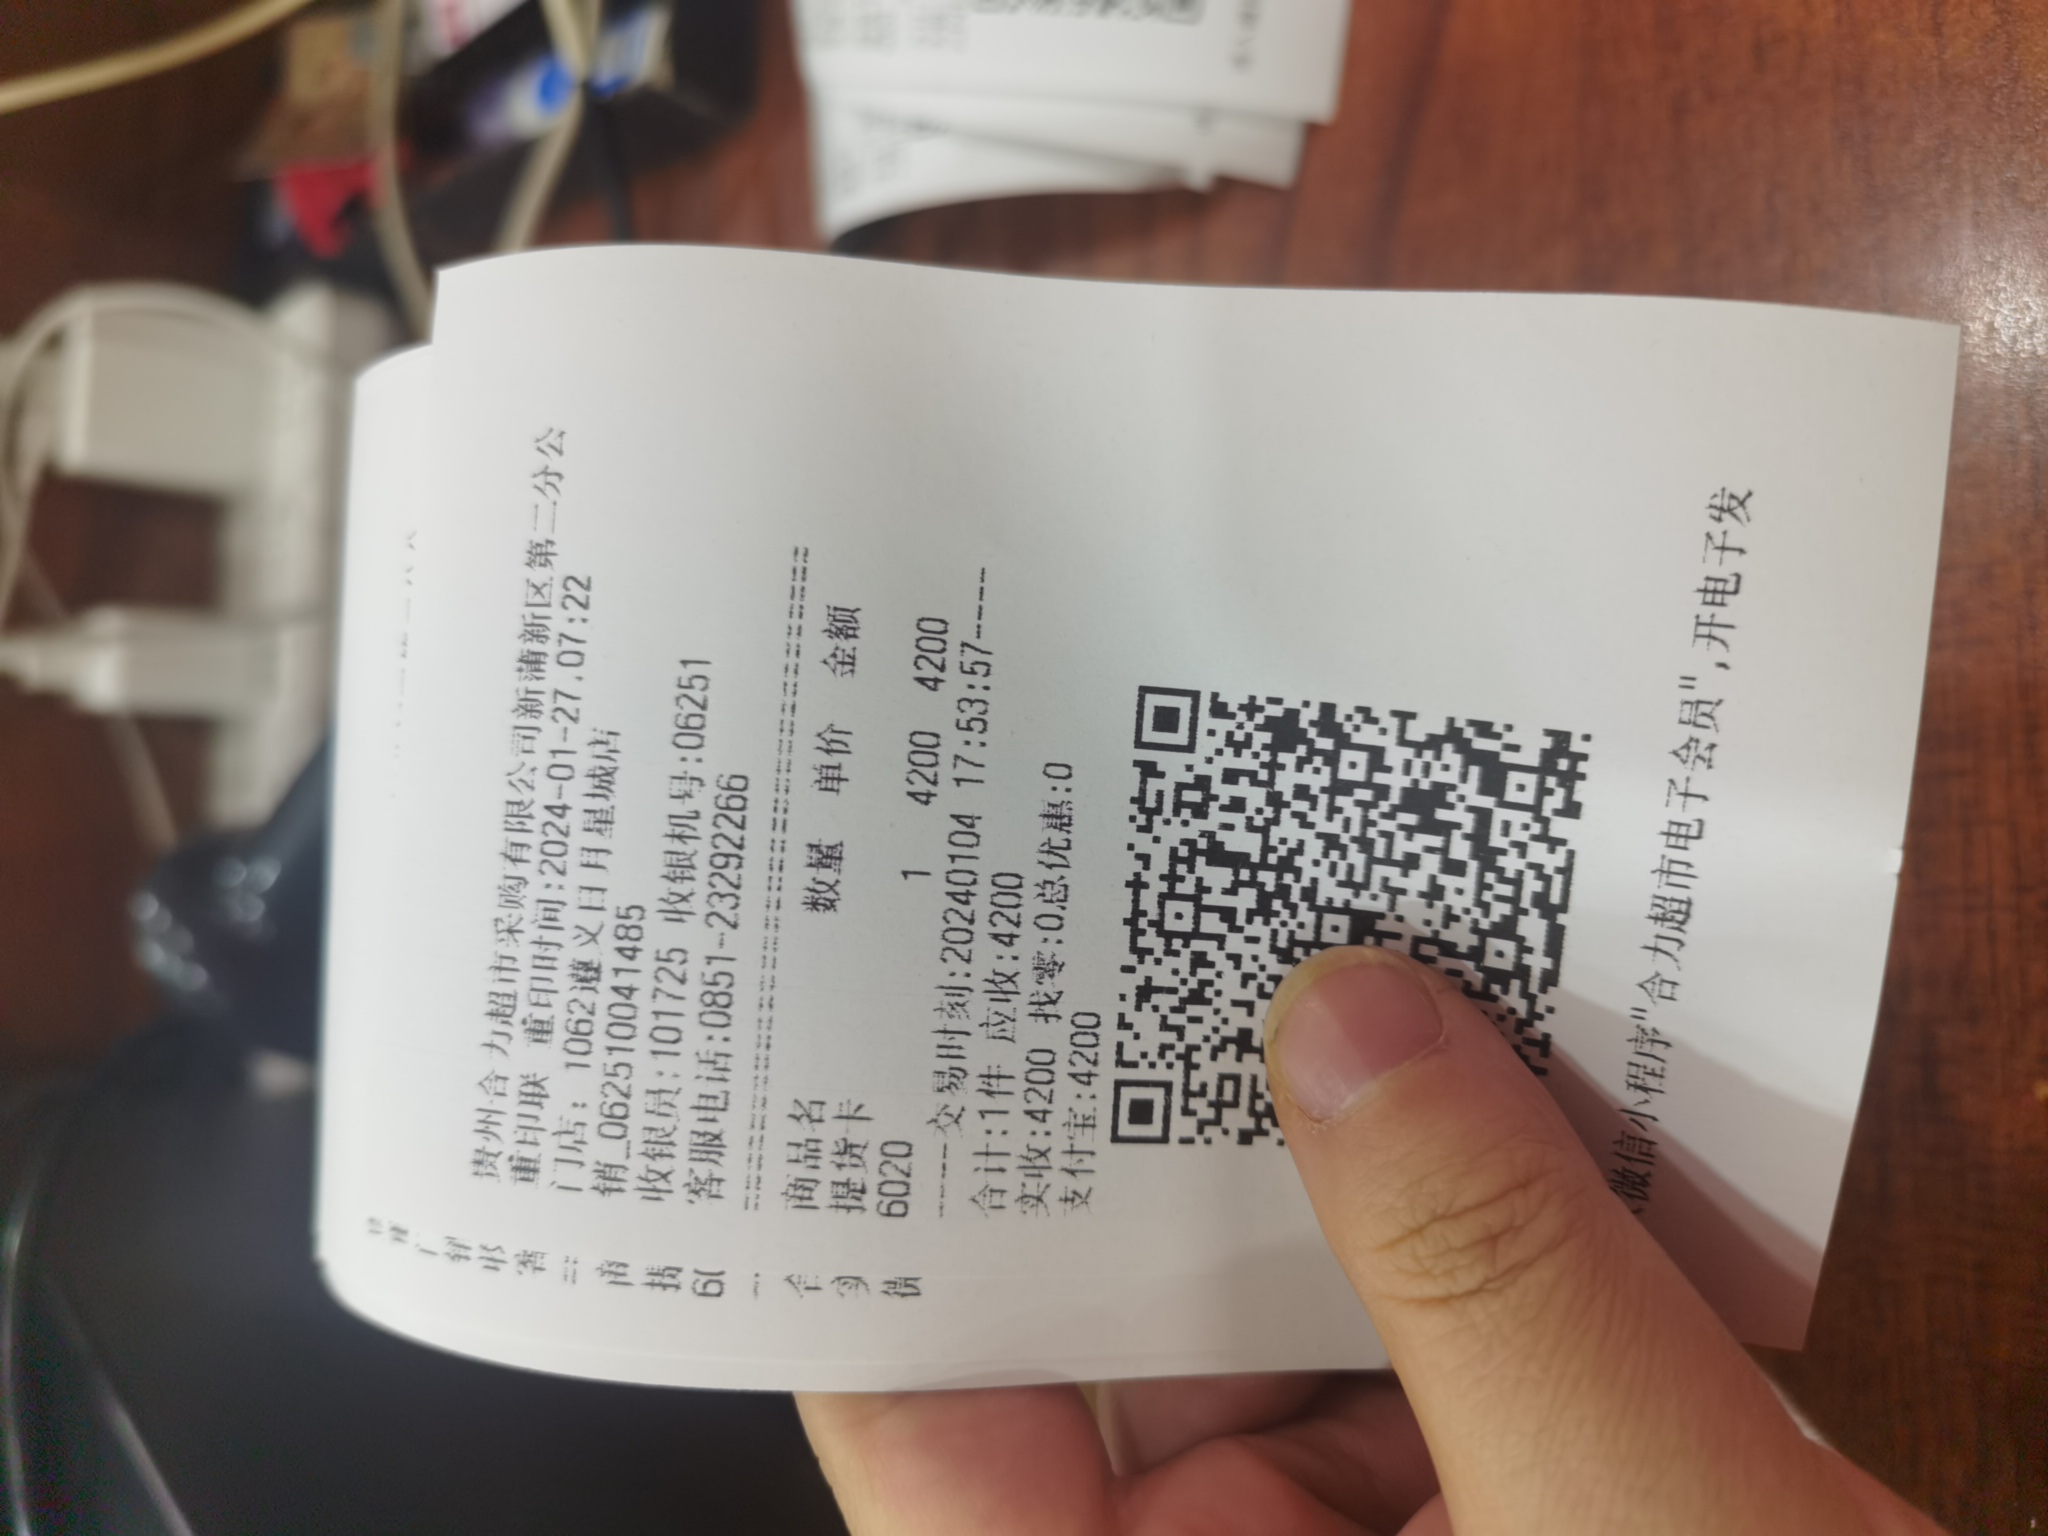 贵州合力超市采购有限公司新蒲新区第二分公
重印联 重印时间:2024-01-27.07:22
门店: 1062遵义日月星城店
销_062510041485
收银员:101725 收银机号:06251
客服电话:0851-23292266
商品名 数量 单价 金额
提货卡
6020 1 4200 4200
----交易时刻:20240104 17:53:57----
合计:1件 应收:4200
实收:4200 找零:0总优惠:0
支付宝:4200
微信小程序"合力超市电子会员",开电子发